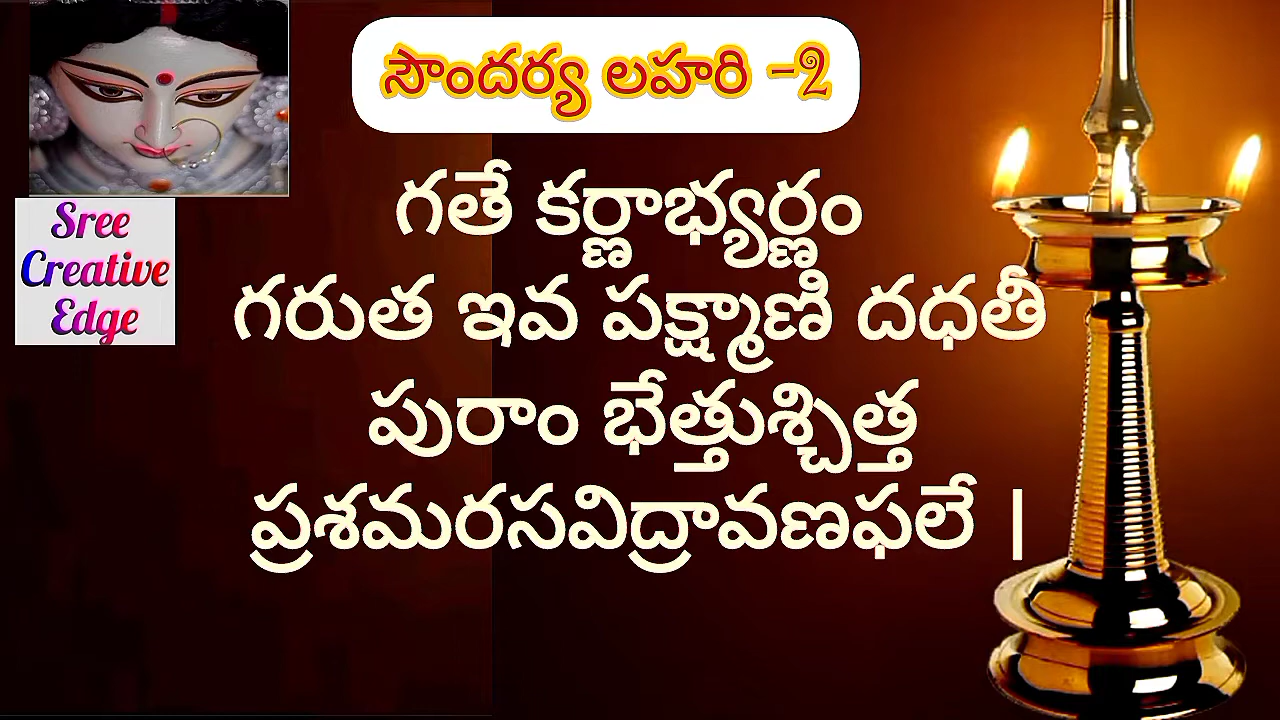 సౌందర్య లహరి -2
Sree
Creative
Edge
గతే కర్ణాభ్యర్ణం
గరుత ఇవ పక్ష్మాణి దధతీ
పురాం భేత్తుశ్చిత్త
ప్రశమరసవిద్రావణఫలే |